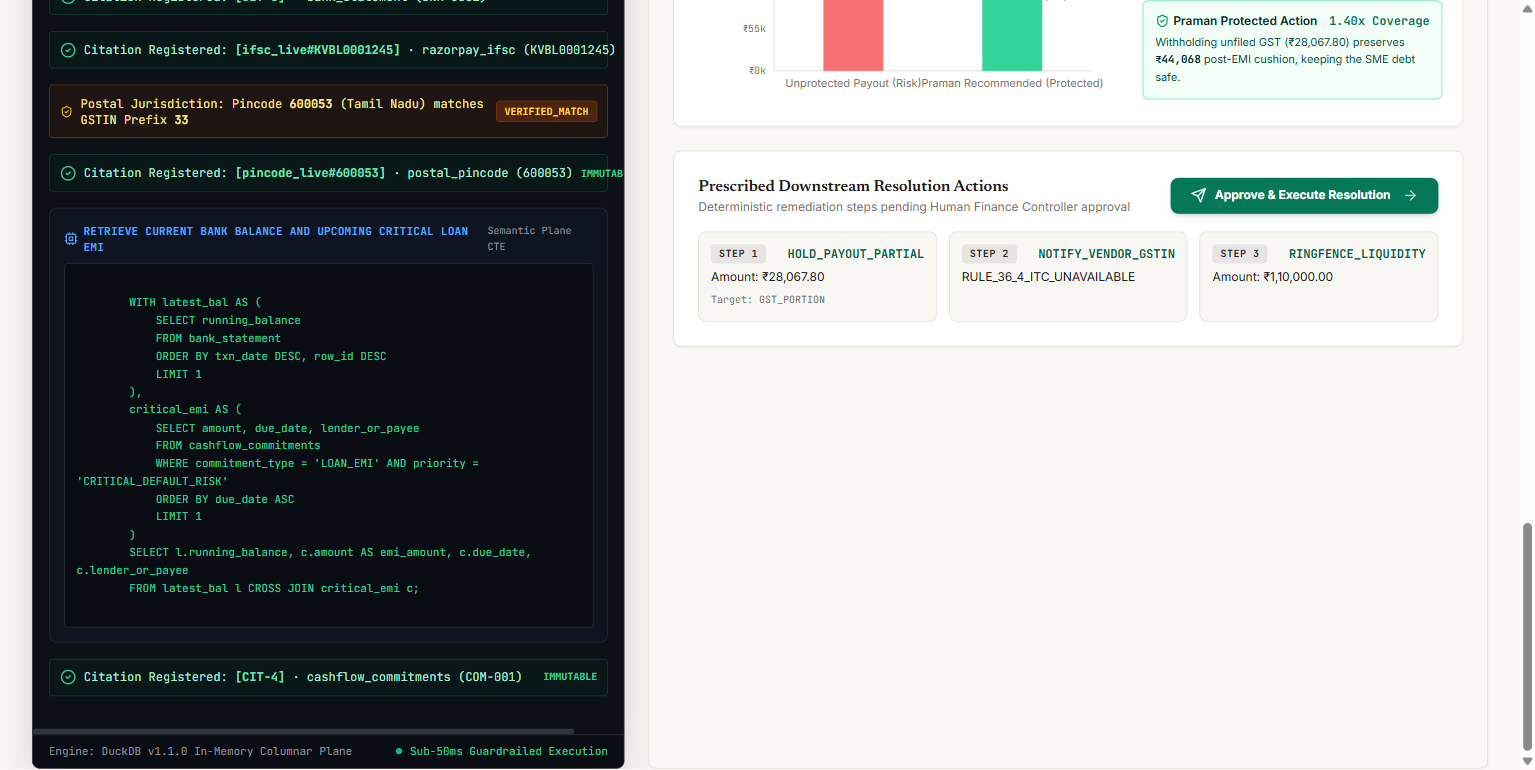 Citation Registered: [ifsc_live#KVBL0001245] · razorpay_ifsc (KVBL0001245)
Postal Jurisdiction: Pincode 600053 (Tamil Nadu) matches
GSTIN Prefix 33
VERIFIED_MATCH
Citation Registered: [pincode_live#600053] · postal_pincode (600053) IMMUTAB
RETRIEVE CURRENT BANK BALANCE AND UPCOMING CRITICAL LOAN
EMI
Semantic Plane
CTE
WITH latest_bal AS (
SELECT running_balance
FROM bank_statement
ORDER BY txn_date DESC, row_id DESC
LIMIT 1
),
critical_emi AS (
SELECT amount, due_date, lender_or_payee
FROM cashflow_commitments
WHERE commitment_type = 'LOAN_EMI' AND priority =
'CRITICAL_DEFAULT_RISK'
ORDER BY due_date ASC
LIMIT 1
)
SELECT l.running_balance, c.amount AS emi_amount, c.due_date,
c.lender_or_payee
FROM latest_bal l CROSS JOIN critical_emi c;
Citation Registered: [CIT-4] · cashflow_commitments (COM-001) IMMUTABLE
Engine: DuckDB v1.1.0 In-Memory Columnar Plane
Sub-50ms Guardrailed Execution
₹55k
₹0k
Unprotected Payout (Risk)
Praman Recommended (Protected)
Praman Protected Action 1.40x Coverage
Withholding unfiled GST (₹28,067.80) preserves
₹44,068 post-EMI cushion, keeping the SME debt
safe.
Prescribed Downstream Resolution Actions
Deterministic remediation steps pending Human Finance Controller approval
Approve & Execute Resolution
STEP 1 HOLD_PAYOUT_PARTIAL
Amount: ₹28,067.80
Target: GST_PORTION
STEP 2 NOTIFY_VENDOR_GSTIN
RULE_36_4_ITC_UNAVAILABLE
STEP 3 RINGFENCE_LIQUIDITY
Amount: ₹1,10,000.00